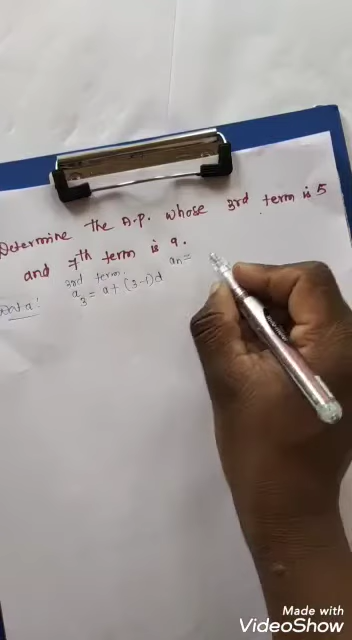 Determine the A.P. whose 3rd term is 5
and 7th term is 9.
3rd term. an =
Data: a3 = a + (3-1)d
Made with
VideoShow